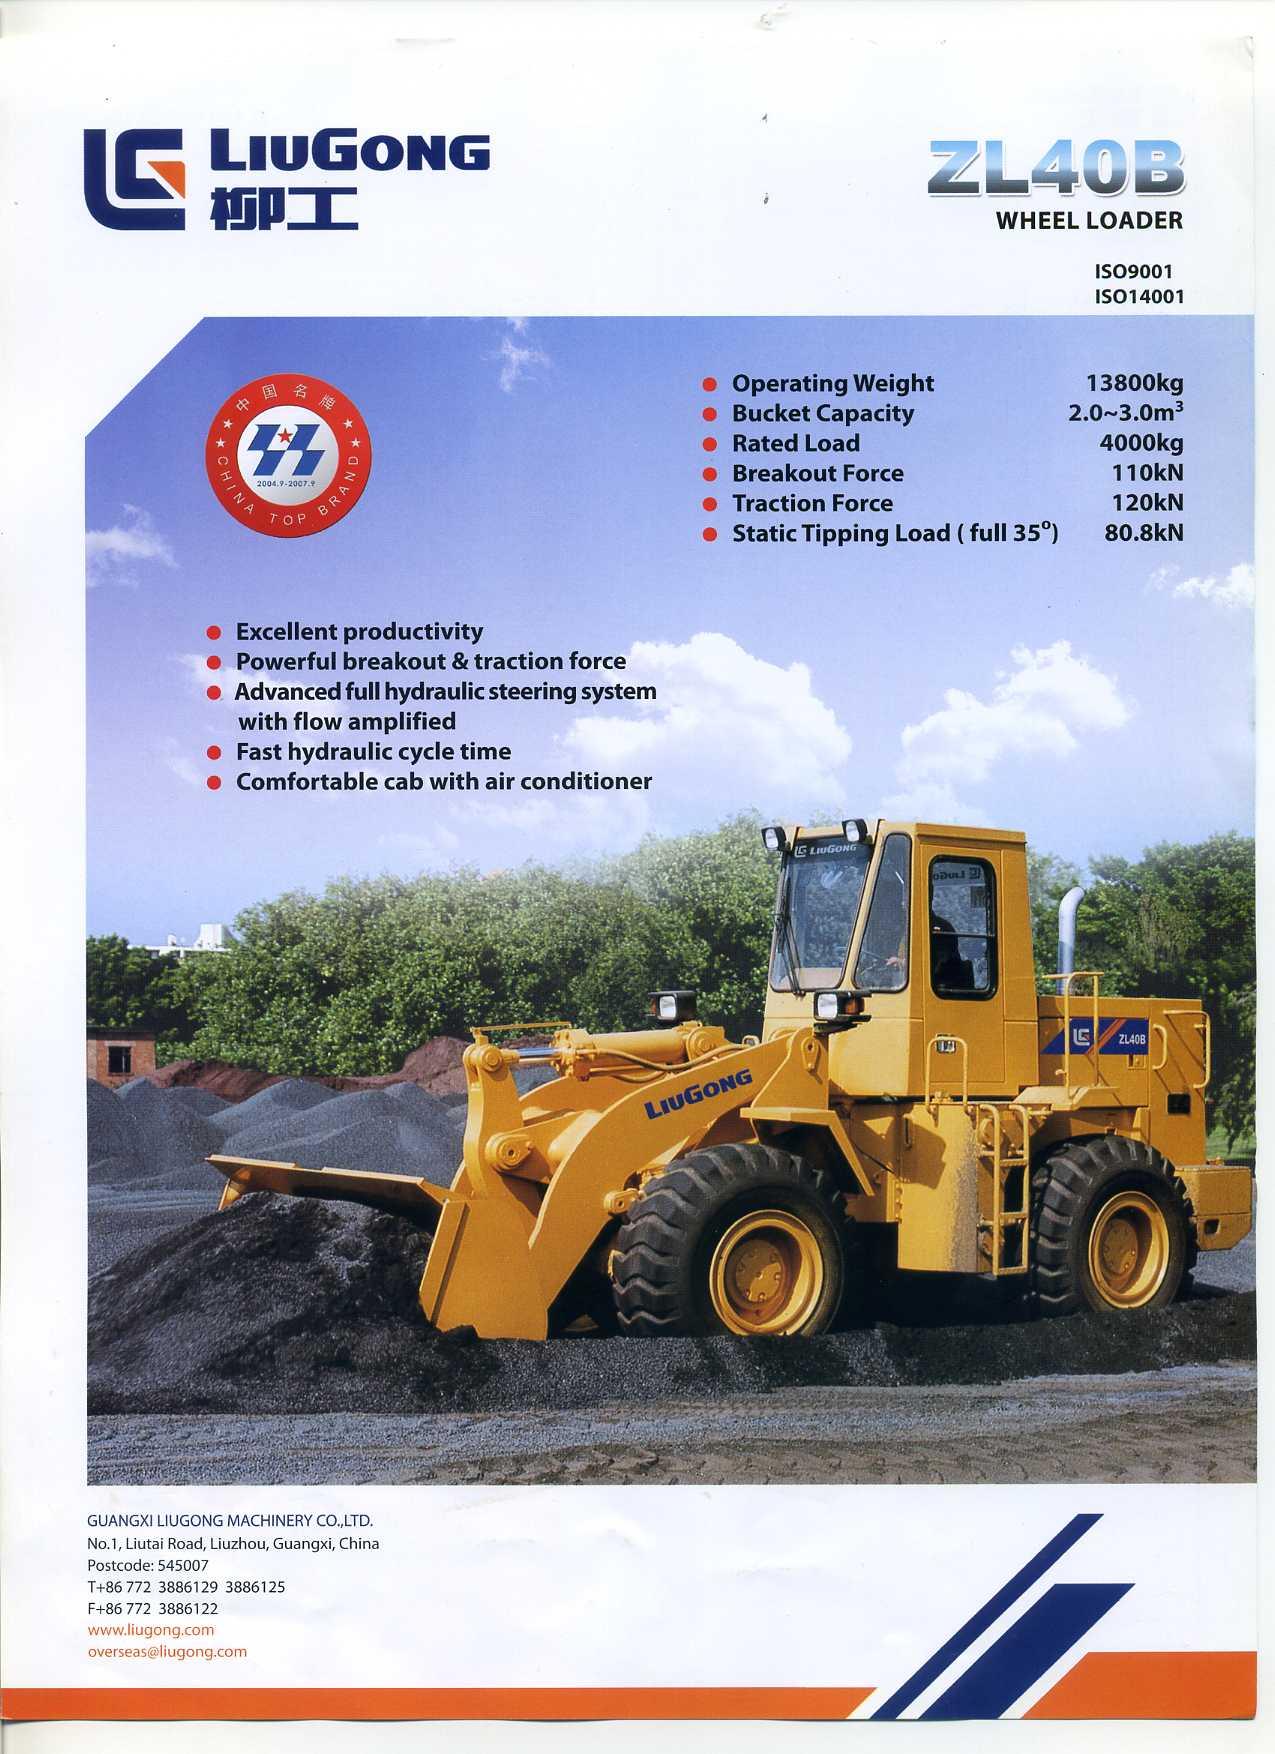 LIUGONG
柳工
ZL40B
WHEEL LOADER
ISO9001
ISO14001
中国名牌
2004.9-2007.9
CHINA TOP BRAND
Operating Weight 13800kg
Bucket Capacity 2.0~3.0m³
Rated Load 4000kg
Breakout Force 110kN
Traction Force 120kN
Static Tipping Load ( full 35°) 80.8kN
Excellent productivity
Powerful breakout & traction force
Advanced full hydraulic steering system
with flow amplified
Fast hydraulic cycle time
Comfortable cab with air conditioner
LIUGONG
LIUGO
ZL40B
LIUGONG
GUANGXI LIUGONG MACHINERY CO.,LTD.
No.1, Liutai Road, Liuzhou, Guangxi, China
Postcode: 545007
T+86 772 3886129 3886125
F+86 772 3886122
www.liugong.com
overseas@liugong.com